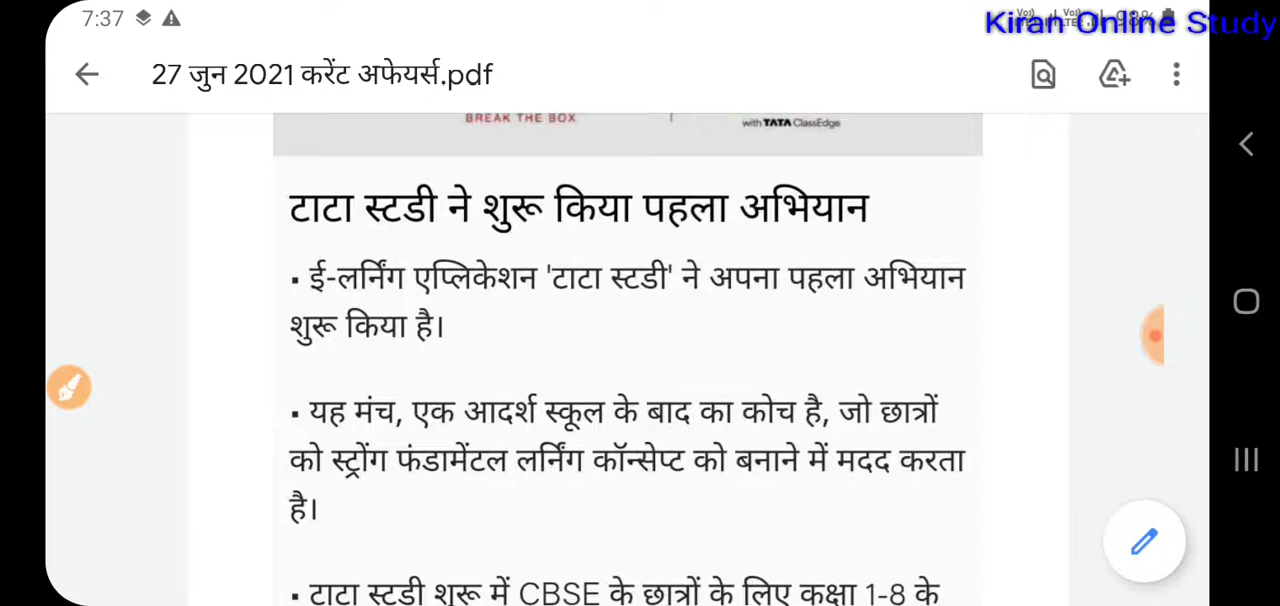 7:37
98%
Kiran Online Study
27 जुन 2021 करेंट अफेयर्स.pdf
BREAK THE BOX
with TATA ClassEdge
टाटा स्टडी ने शुरू किया पहला अभियान
▪ ई-लर्निंग एप्लिकेशन 'टाटा स्टडी' ने अपना पहला अभियान
शुरू किया है।
▪ यह मंच, एक आदर्श स्कूल के बाद का कोच है, जो छात्रों
को स्ट्रोंग फंडामेंटल लर्निंग कॉन्सेप्ट को बनाने में मदद करता
है।
▪ टाटा स्टडी शुरू में CBSE के छात्रों के लिए कक्षा 1-8 के